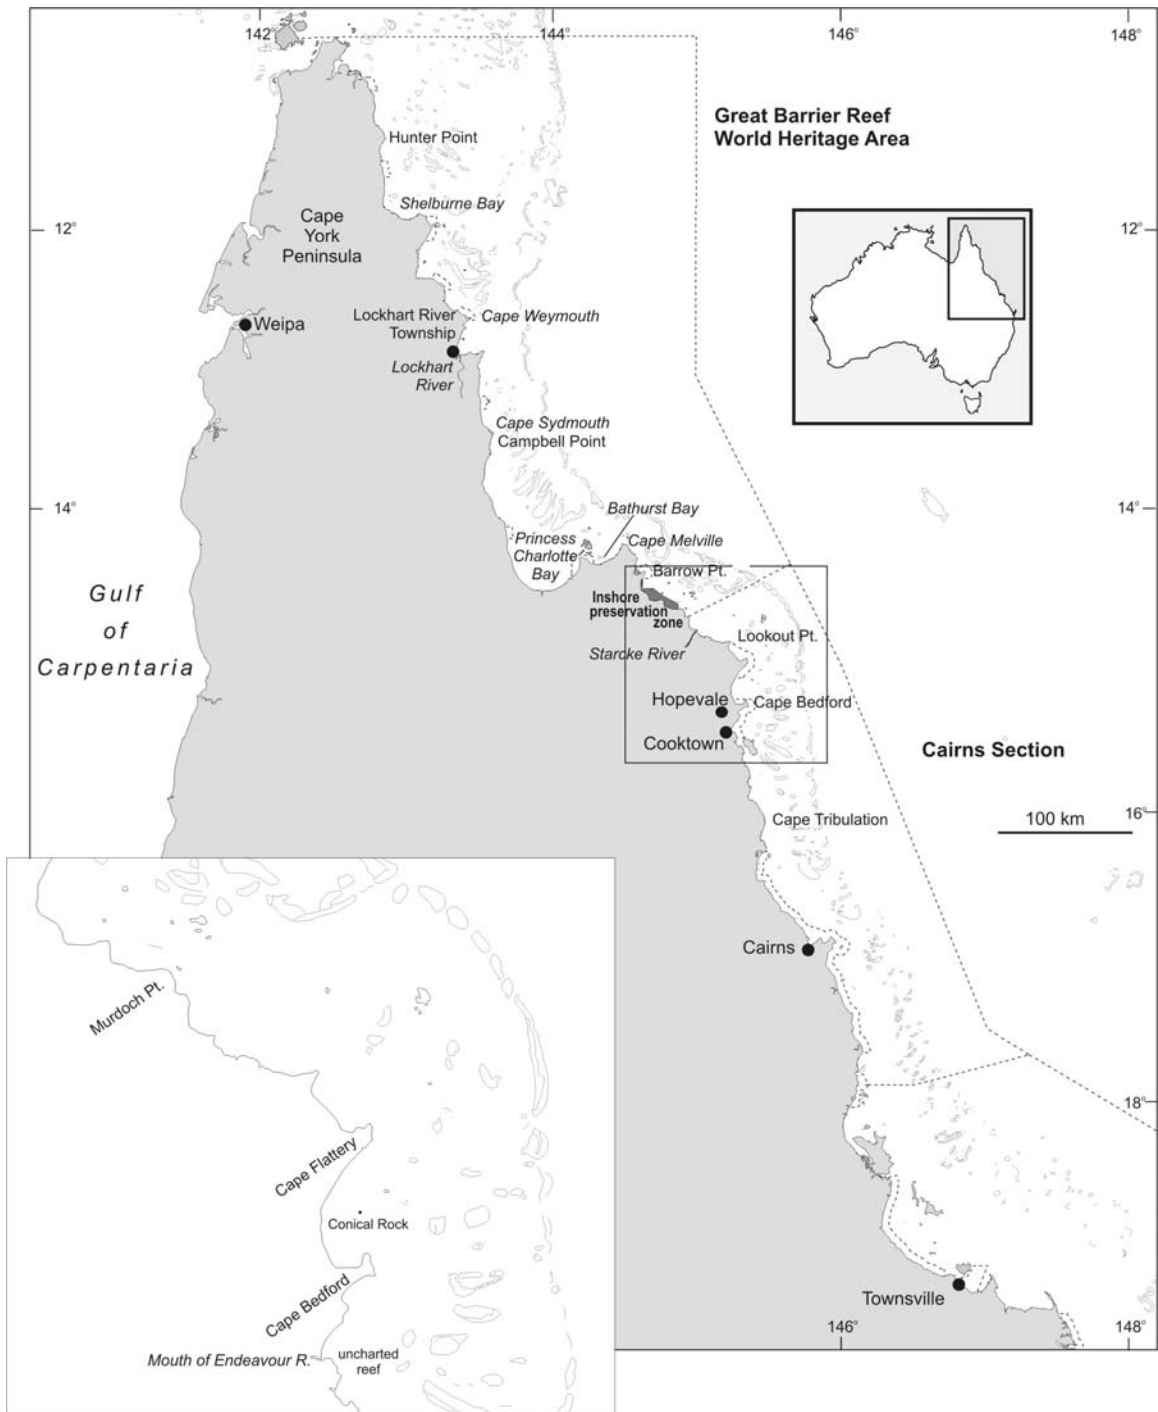 142°
144°
146°
148°
Great Barrier Reef
World Heritage Area
Hunter Point
Shelburne Bay
12°
12°
Cape
York
Peninsula
Weipa
Lockhart River
Township
Cape Weymouth
Lockhart
River
Cape Sydmouth
Campbell Point
14°
14°
Bathurst Bay
Princess
Charlotte
Bay
Cape Melville
Barrow Pt.
Inshore
preservation
zone
Gulf
of
Carpentaria
Lookout Pt.
Starcke River
Hopevale
Cape Bedford
Cooktown
Cairns Section
100 km
16°
Cape Tribulation
Cairns
Murdoch Pt.
18°
Cape Flattery
Conical Rock
Cape Bedford
Townsville
146°
148°
Mouth of Endeavour R.
uncharted
reef